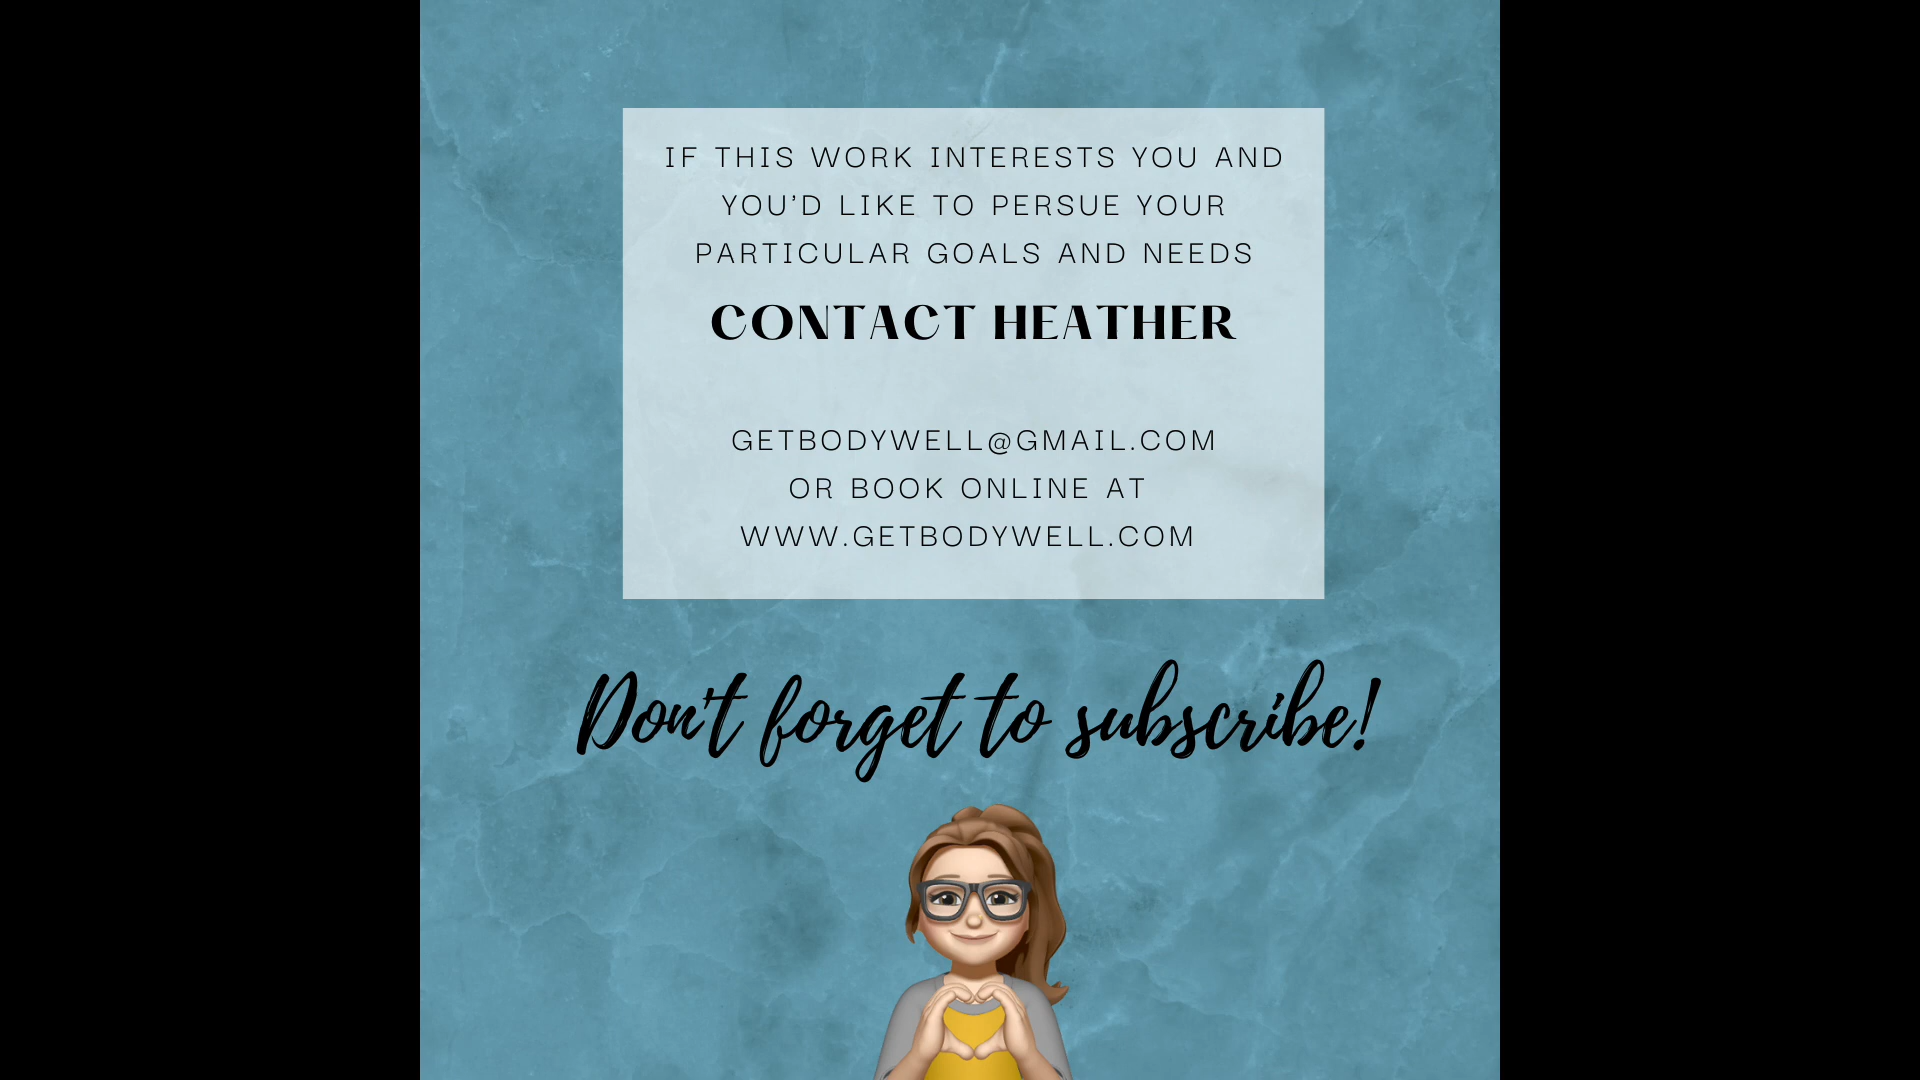 IF THIS WORK INTERESTS YOU AND
YOU'D LIKE TO PERSUE YOUR
PARTICULAR GOALS AND NEEDS
CONTACT HEATHER
GETBODYWELL@GMAIL.COM
OR BOOK ONLINE AT
WWW.GETBODYWELL.COM
Don't forget to subscribe!